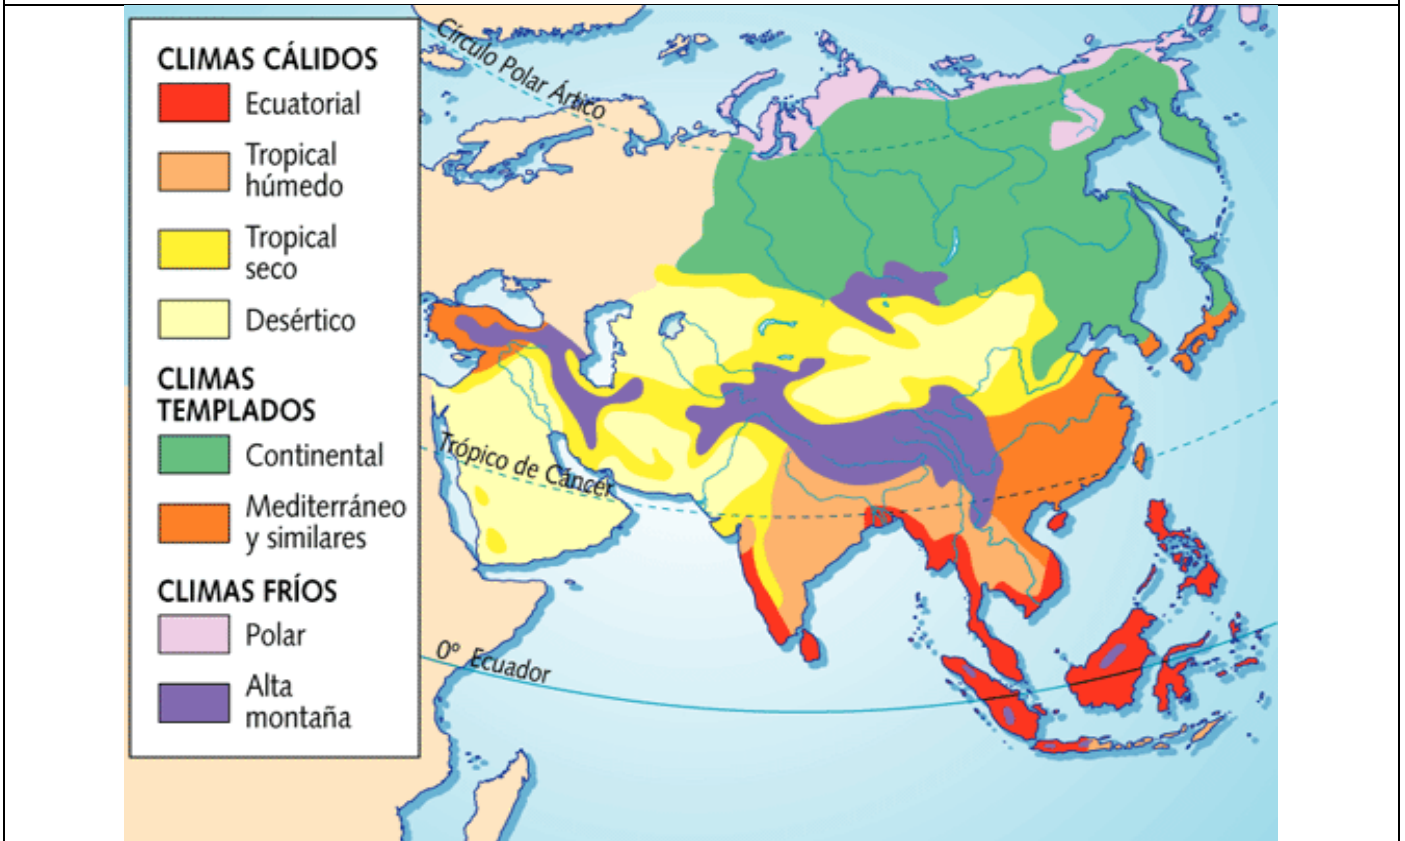 CLIMAS CÁLIDOS
Ecuatorial
Tropical
húmedo
Tropical
seco
Desértico
CLIMAS
TEMPLADOS
Continental
Mediterráneo
y similares
CLIMAS FRÍOS
Polar
Alta
montaña
Círculo Polar Ártico
Trópico de Cáncer
0° Ecuador